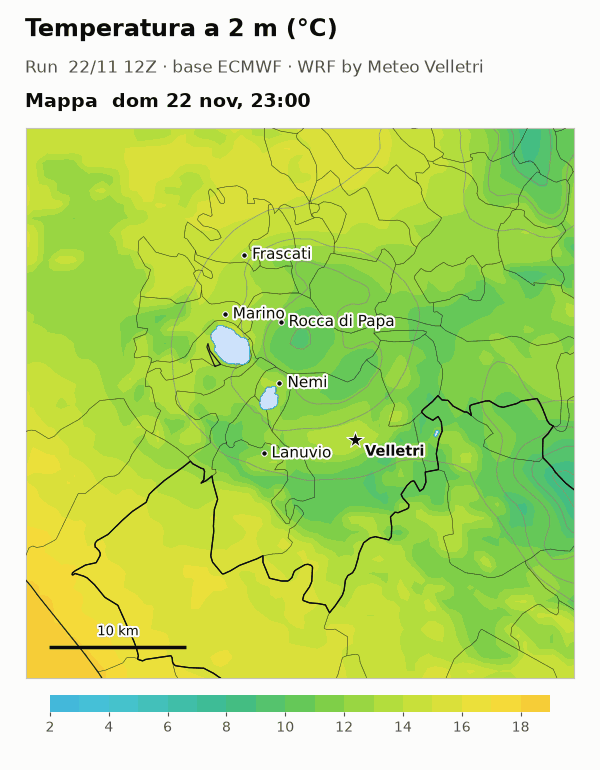 Temperatura a 2 m (°C)
Run  22/11 12Z · base ECMWF · WRF by Meteo Velletri
Mappa  dom 22 nov, 23:00
Frascati
Marino
Rocca di Papa
Nemi
Velletri
Lanuvio
10 km
2 4 6 8 10 12 14 16 18